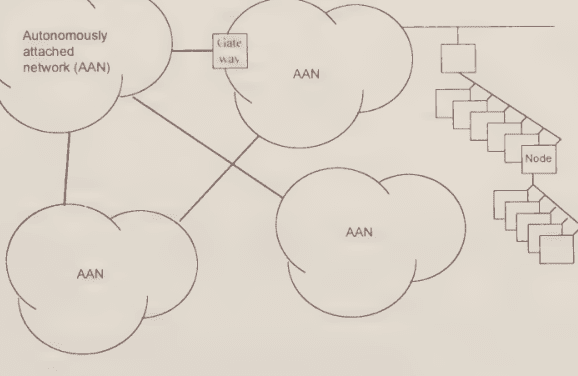 Autonomously
attached
network (AAN)
Gate
way
AAN
Node
AAN
AAN